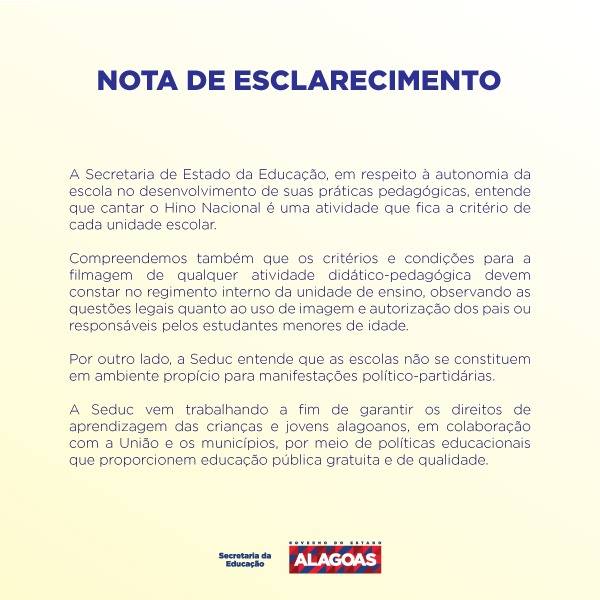 NOTA DE ESCLARECIMENTO
A Secretaria de Estado da Educação, em respeito à autonomia da
escola no desenvolvimento de suas práticas pedagógicas, entende
que cantar o Hino Nacional é uma atividade que fica a critério de
cada unidade escolar.
Compreendemos também que os critérios e condições para a
filmagem de qualquer atividade didático-pedagógica devem
constar no regimento interno da unidade de ensino, observando as
questões legais quanto ao uso de imagem e autorização dos pais ou
responsáveis pelos estudantes menores de idade.
Por outro lado, a Seduc entende que as escolas não se constituem
em ambiente propício para manifestações político-partidárias.
A Seduc vem trabalhando a fim de garantir os direitos de
aprendizagem das crianças e jovens alagoanos, em colaboração
com a União e os municípios, por meio de políticas educacionais
que proporcionem educação pública gratuita e de qualidade.
Secretaria da
Educação
GOVERNO DO ESTADO
ALAGOAS